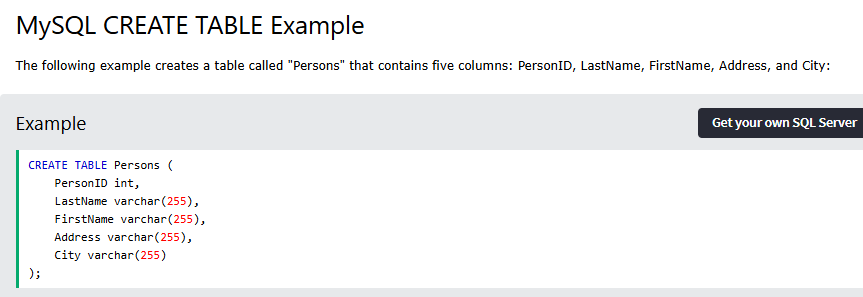 MySQL CREATE TABLE Example
The following example creates a table called "Persons" that contains five columns: PersonID, LastName, FirstName, Address, and City:
Example
Get your own SQL Server
CREATE TABLE Persons (
    PersonID int,
    LastName varchar(255),
    FirstName varchar(255),
    Address varchar(255),
    City varchar(255)
);